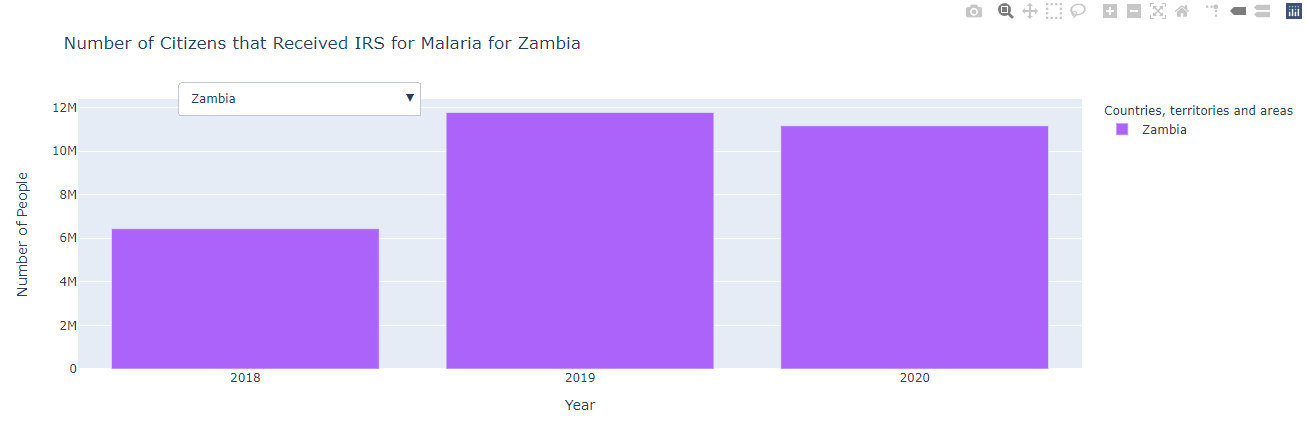 Number of Citizens that Received IRS for Malaria for Zambia
Zambia
▼
12M
10M
8M
6M
4M
2M
0
Number of People
2018
2019
2020
Year
Countries, territories and areas
Zambia